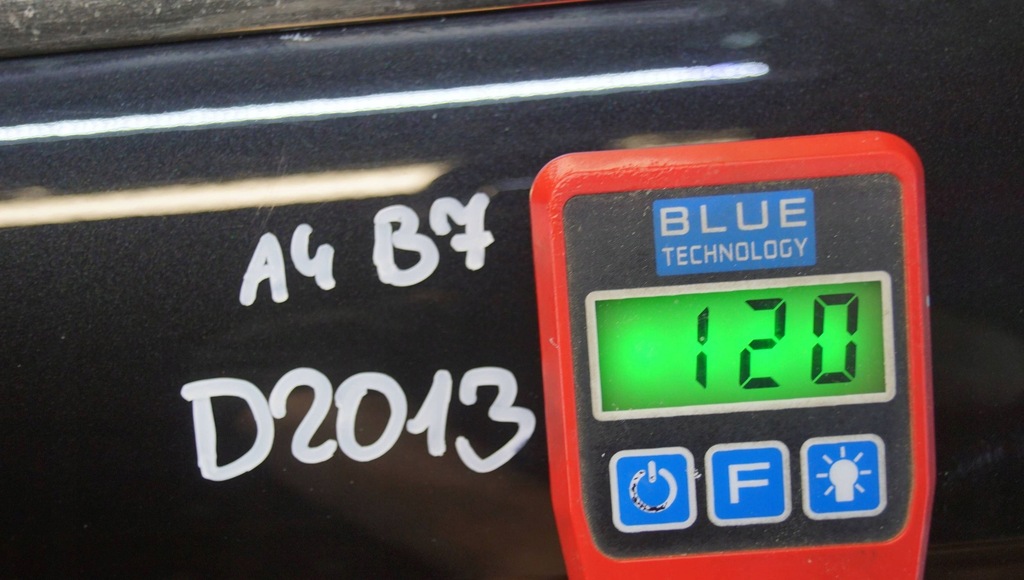 A4 B7
D2013
BLUE
TECHNOLOGY
120
F